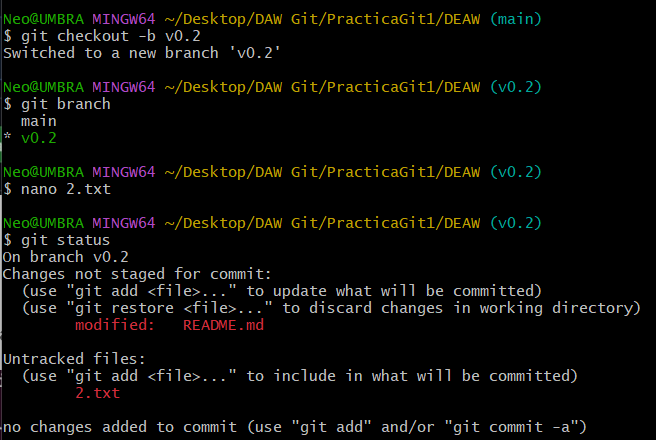 Neo@UMBRA MINGW64 ~/Desktop/DAW Git/PracticaGit1/DEAW (main)
$ git checkout -b v0.2
Switched to a new branch 'v0.2'

Neo@UMBRA MINGW64 ~/Desktop/DAW Git/PracticaGit1/DEAW (v0.2)
$ git branch
  main
* v0.2

Neo@UMBRA MINGW64 ~/Desktop/DAW Git/PracticaGit1/DEAW (v0.2)
$ nano 2.txt

Neo@UMBRA MINGW64 ~/Desktop/DAW Git/PracticaGit1/DEAW (v0.2)
$ git status
On branch v0.2
Changes not staged for commit:
  (use "git add <file>..." to update what will be committed)
  (use "git restore <file>..." to discard changes in working directory)
        modified:   README.md

Untracked files:
  (use "git add <file>..." to include in what will be committed)
        2.txt

no changes added to commit (use "git add" and/or "git commit -a")